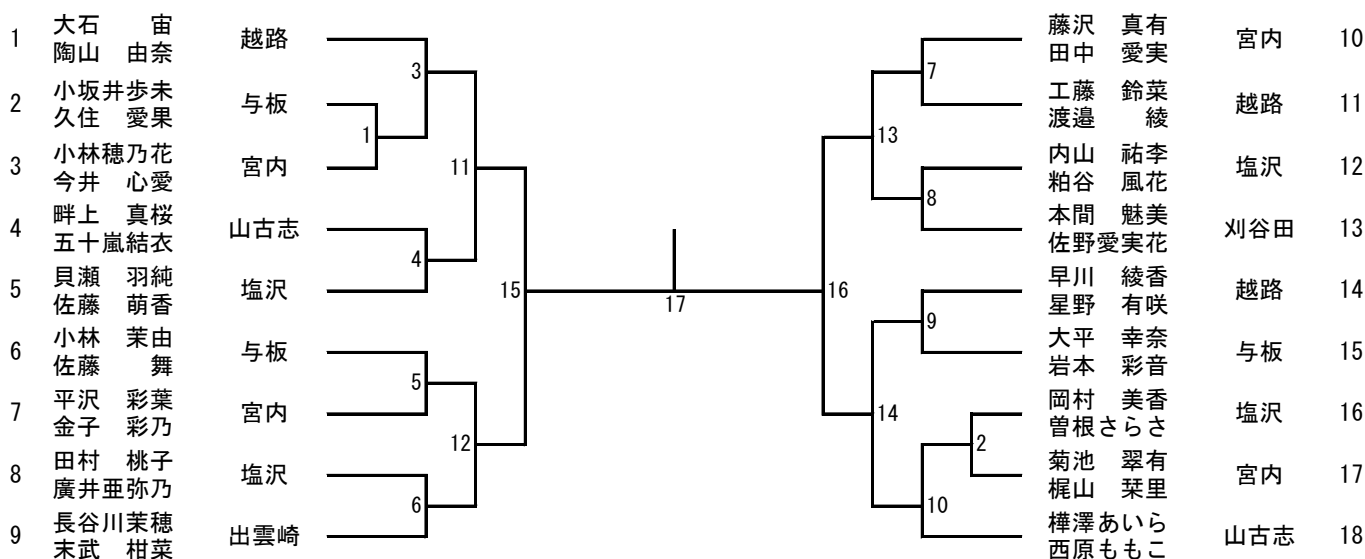 1 大石 宙 陶山 由奈 越路
2 小坂井歩未 久住 愛果 与板
3 小林穂乃花 今井 心愛 宮内
4 畔上 真桜 五十嵐結衣 山古志
5 貝瀬 羽純 佐藤 萌香 塩沢
6 小林 茉由 佐藤 舞 与板
7 平沢 彩葉 金子 彩乃 宮内
8 田村 桃子 廣井亜弥乃 塩沢
9 長谷川茉穂 末武 柑菜 出雲崎
3
1
11
4
15
5
12
6
17
7
13
8
16
9
14
2
10
藤沢 真有 田中 愛実 宮内 10
工藤 鈴菜 渡邉 綾 越路 11
内山 祐李 粕谷 風花 塩沢 12
本間 魅美 佐野愛実花 刈谷田 13
早川 綾香 星野 有咲 越路 14
大平 幸奈 岩本 彩音 与板 15
岡村 美香 曽根さらさ 塩沢 16
菊池 翠有 梶山 栞里 宮内 17
樺澤あいら 西原ももこ 山古志 18